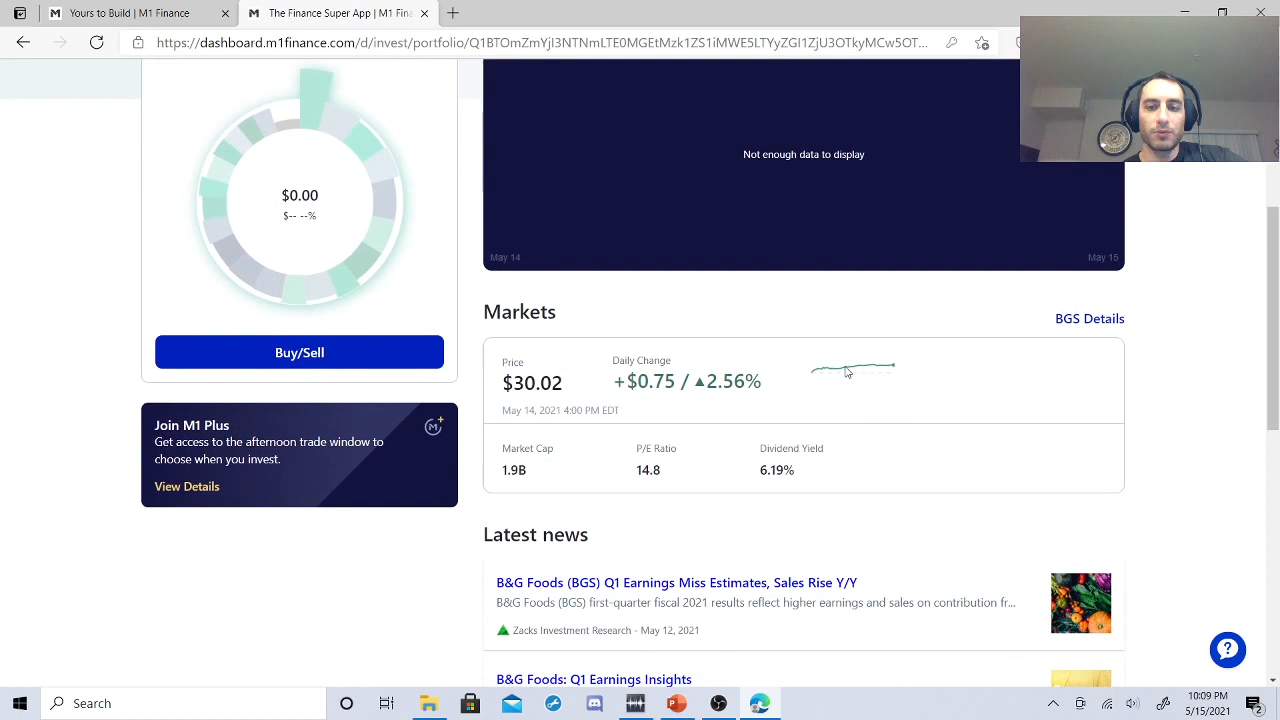 Yours to Build | M1
Yours to Build | M1
https://dashboard.m1finance.com/d/invest/portfolio/Q1BTOmZmYjI3NTNmLTE0MGEtMzk1ZS1iMWE5LTYyZGI1ZjU3OTkyMCw5OT...
$0.00
$-- --%
Buy/Sell
Join M1 Plus
Get access to the afternoon trade window to
choose when you invest.
View Details
Not enough data to display
May 14
May 15
Markets
BGS Details
Price
$30.02
Daily Change
+$0.75 / ▲2.56%
May 14, 2021 4:00 PM EDT
Market Cap
1.9B
P/E Ratio
14.8
Dividend Yield
6.19%
Latest news
B&G Foods (BGS) Q1 Earnings Miss Estimates, Sales Rise Y/Y
B&G Foods (BGS) first-quarter fiscal 2021 results reflect higher earnings and sales on contribution fr...
Zacks Investment Research - May 12, 2021
B&G Foods: Q1 Earnings Insights
Search
10:09 PM
5/15/2021
2